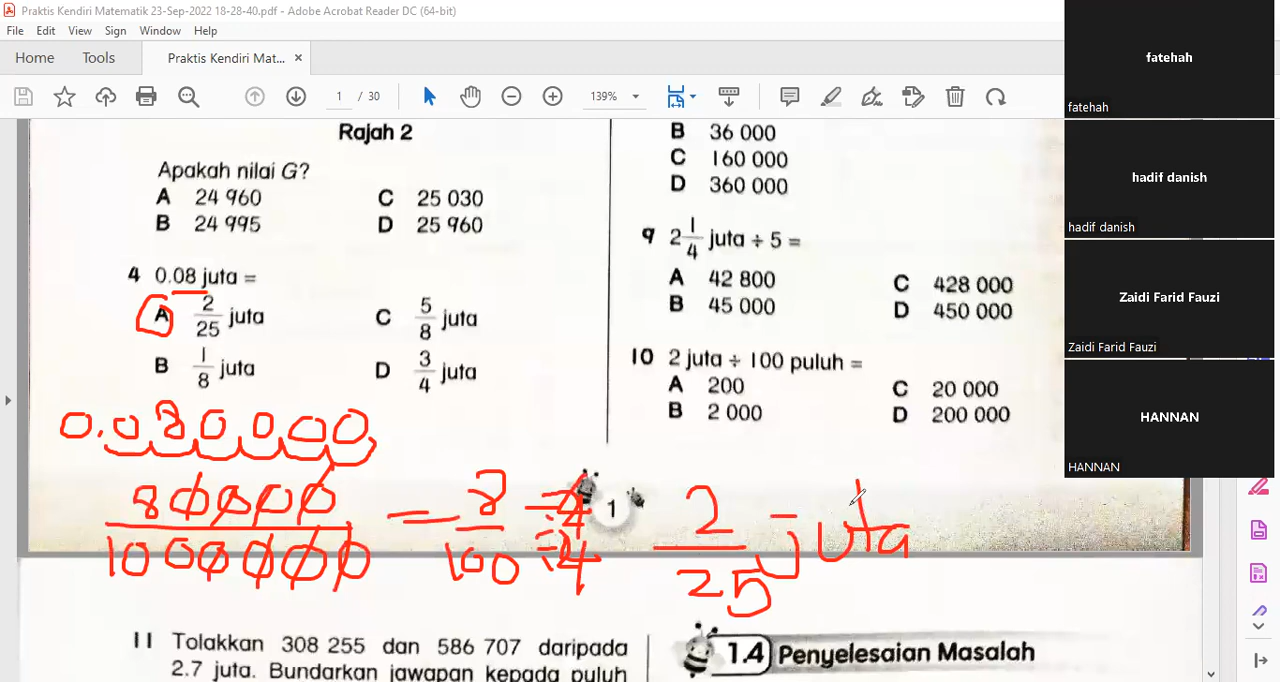 Praktis Kendiri Matematik 23-Sep-2022 18-28-40.pdf - Adobe Acrobat Reader DC (64-bit)
File Edit View Sign Window Help
Home Tools Praktis Kendiri Mat... ×
1 / 30 139%
Rajah 2
Apakah nilai G?
A 24 960 C 25 030
B 24 995 D 25 960
4 0.08 juta =
A 2/25 juta C 5/8 juta
B 1/8 juta D 3/4 juta
0.080000
80000/1000000 = 8/100 ÷4/÷4 2/25 juta
B 36 000
C 160 000
D 360 000
9 2 1/4 juta ÷ 5 =
A 42 800 C 428 000
B 45 000 D 450 000
10 2 juta ÷ 100 puluh =
A 200 C 20 000
B 2 000 D 200 000
1
11 Tolakkan 308 255 dan 586 707 daripada
2.7 juta. Bundarkan jawapan kepada puluh
1.4 Penyelesaian Masalah
fatehah
fatehah
hadif danish
hadif danish
Zaidi Farid Fauzi
Zaidi Farid Fauzi
HANNAN
HANNAN